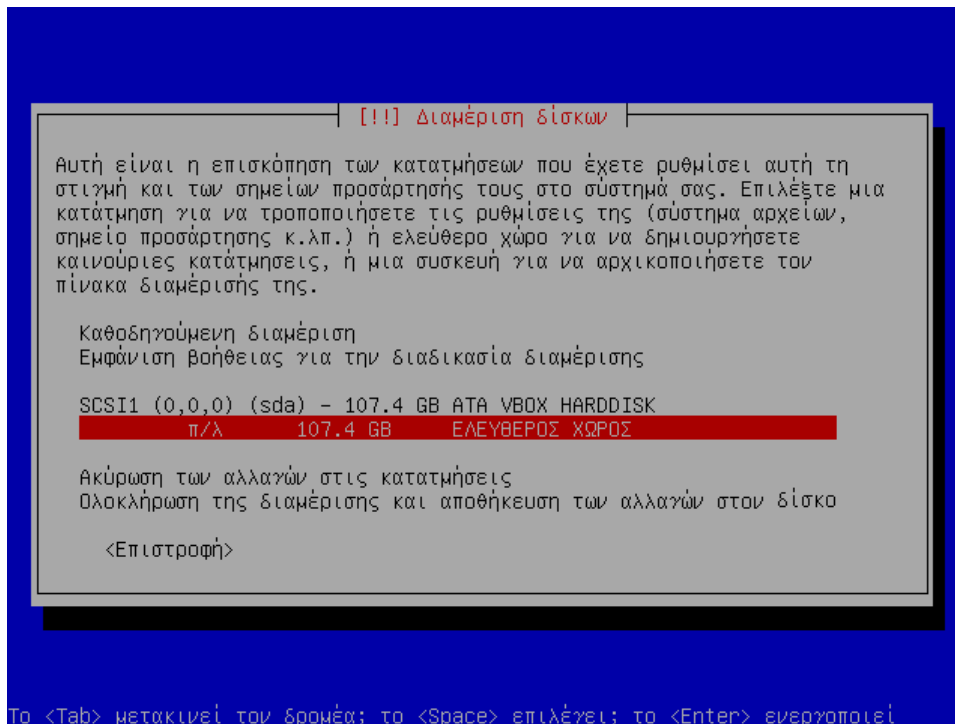 [!!] Διαμέριση δίσκων
Αυτή είναι η επισκόπηση των κατατμήσεων που έχετε ρυθμίσει αυτή τη
στιγμή και των σημείων προσάρτησής τους στο σύστημά σας. Επιλέξτε μια
κατάτμηση για να τροποποιήσετε τις ρυθμίσεις της (σύστημα αρχείων,
σημείο προσάρτησης κ.λπ.) ή ελεύθερο χώρο για να δημιουργήσετε
καινούριες κατάτμησεις, ή μια συσκευή για να αρχικοποιήσετε τον
πίνακα διαμέρισής της.
Καθοδηγούμενη διαμέριση
Εμφάνιση βοήθειας για την διαδικασία διαμέρισης
SCSI1 (0,0,0) (sda) - 107.4 GB ATA VBOX HARDDISK
π/λ 107.4 GB ΕΛΕΥΘΕΡΟΣ ΧΩΡΟΣ
Ακύρωση των αλλαγών στις κατατμήσεις
Ολοκλήρωση της διαμέρισης και αποθήκευση των αλλαγών στον δίσκο
<Επιστροφή>
Το <Tab> μετακινεί τον δρομέα; το <Space> επιλέγει; το <Enter> ενεργοποιεί